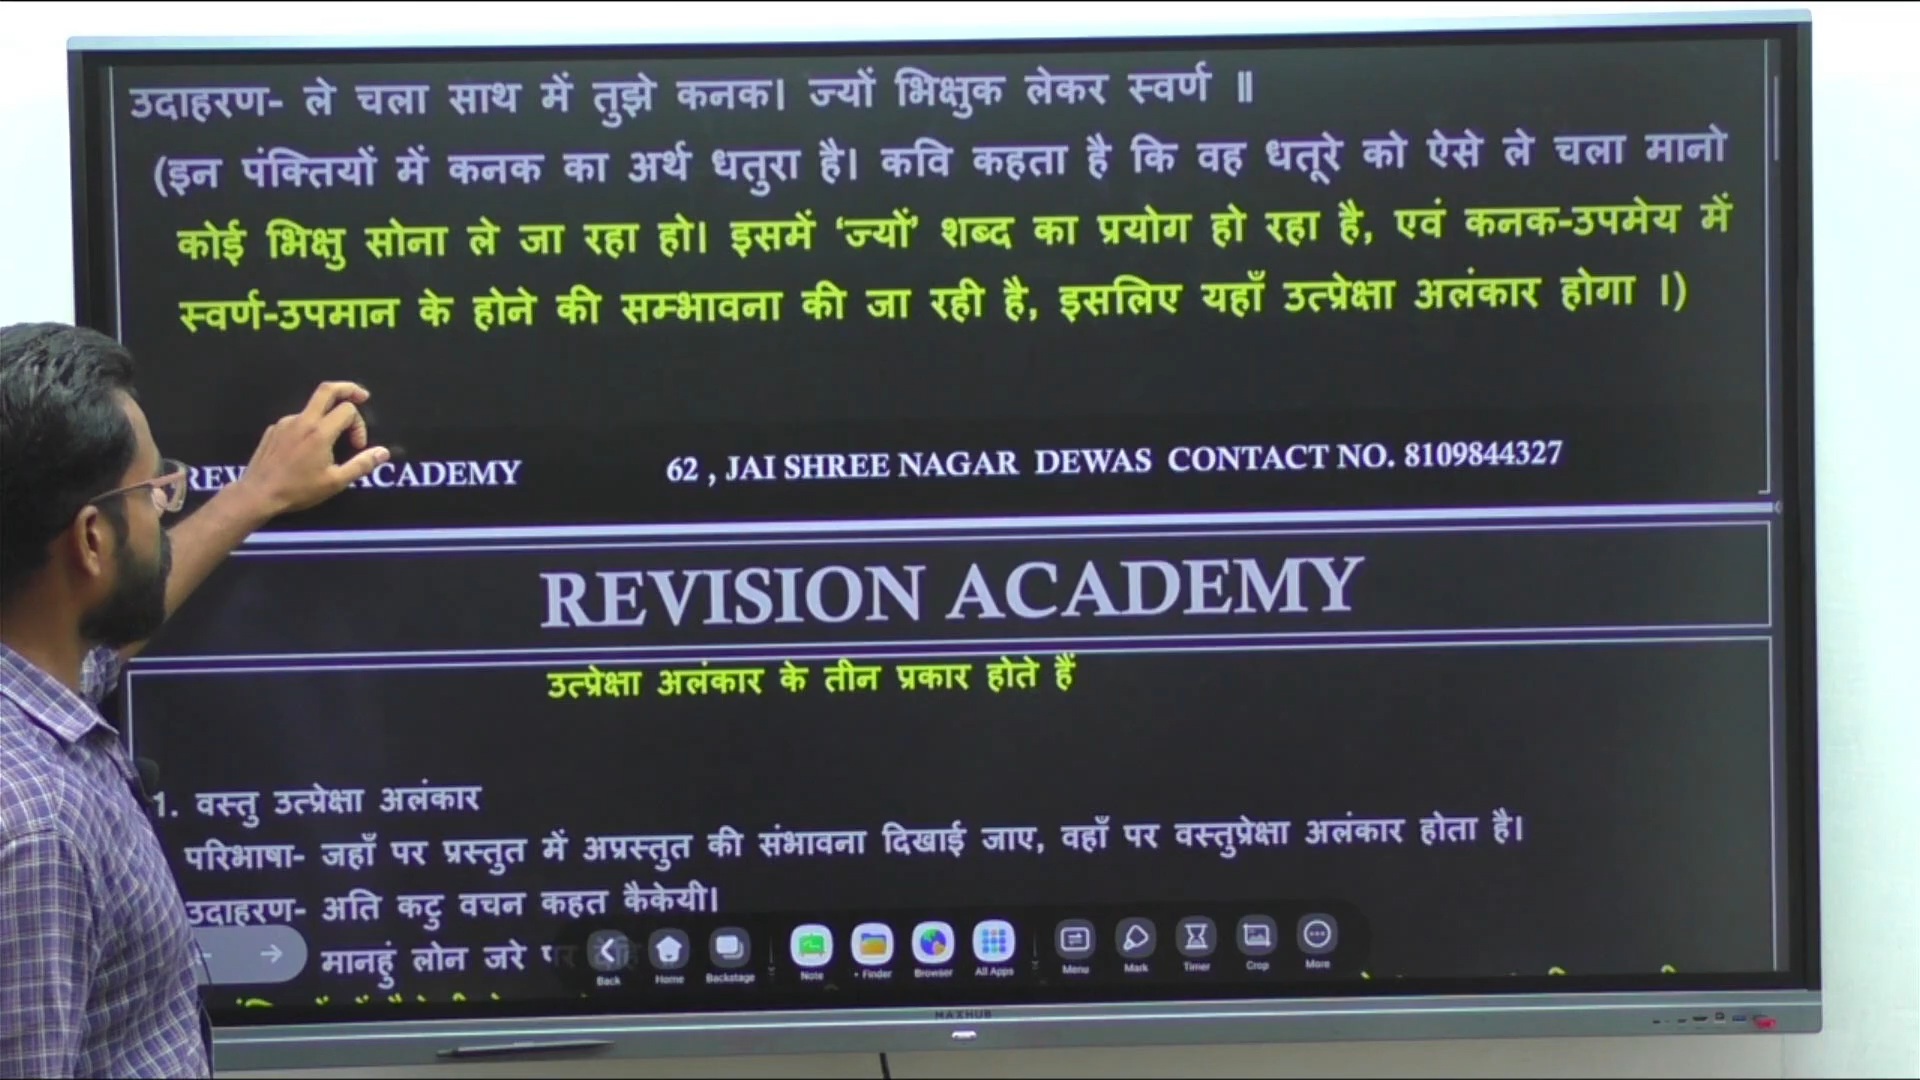 उदाहरण- ले चला साथ में तुझे कनक। ज्यों भिक्षुक लेकर स्वर्ण ॥
(इन पंक्तियों में कनक का अर्थ धतुरा है। कवि कहता है कि वह धतूरे को ऐसे ले चला मानो
कोई भिक्षु सोना ले जा रहा हो। इसमें ‘ज्यों’ शब्द का प्रयोग हो रहा है, एवं कनक-उपमेय में
स्वर्ण-उपमान के होने की सम्भावना की जा रही है, इसलिए यहाँ उत्प्रेक्षा अलंकार होगा ।)
ACADEMY 62 , JAI SHREE NAGAR DEWAS CONTACT NO. 8109844327
REVISION ACADEMY
उत्प्रेक्षा अलंकार के तीन प्रकार होते हैं
1. वस्तु उत्प्रेक्षा अलंकार
परिभाषा- जहाँ पर प्रस्तुत में अप्रस्तुत की संभावना दिखाई जाए, वहाँ पर वस्तुप्रेक्षा अलंकार होता है।
उदाहरण- अति कटु वचन कहत कैकेयी।
मानहुं लोन जरे पर
Back Home Backstage Note Finder Browser All Apps Menu Mark Timer Crop More
MAXHUB